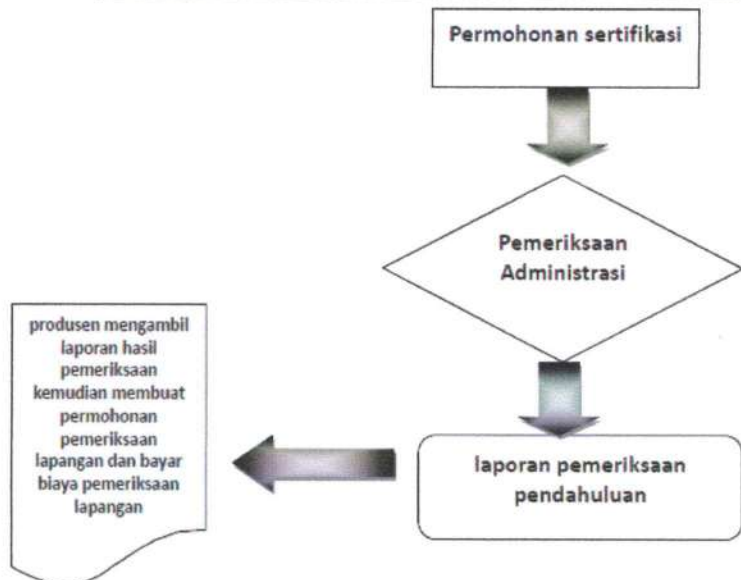 Permohonan sertifikasi
Pemeriksaan
Administrasi
produsen mengambil
laporan hasil
pemeriksaan
kemudian membuat
permohonan
pemeriksaan
lapangan dan bayar
biaya pemeriksaan
lapangan
laporan pemeriksaan
pendahuluan